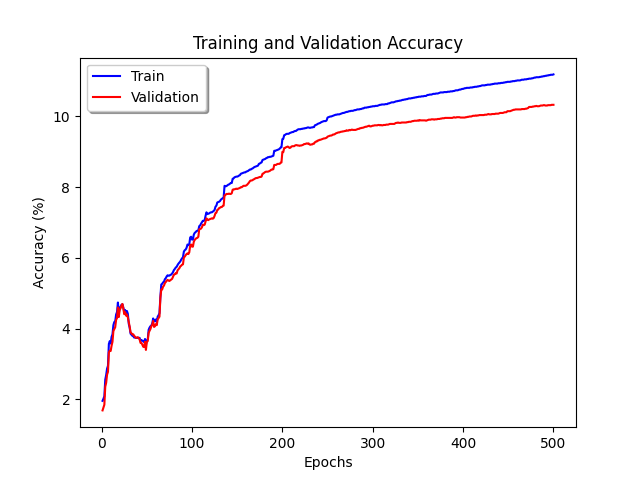 Training and Validation Accuracy
Train
Validation
Accuracy (%)
10
8
6
4
2
0 100 200 300 400 500
Epochs